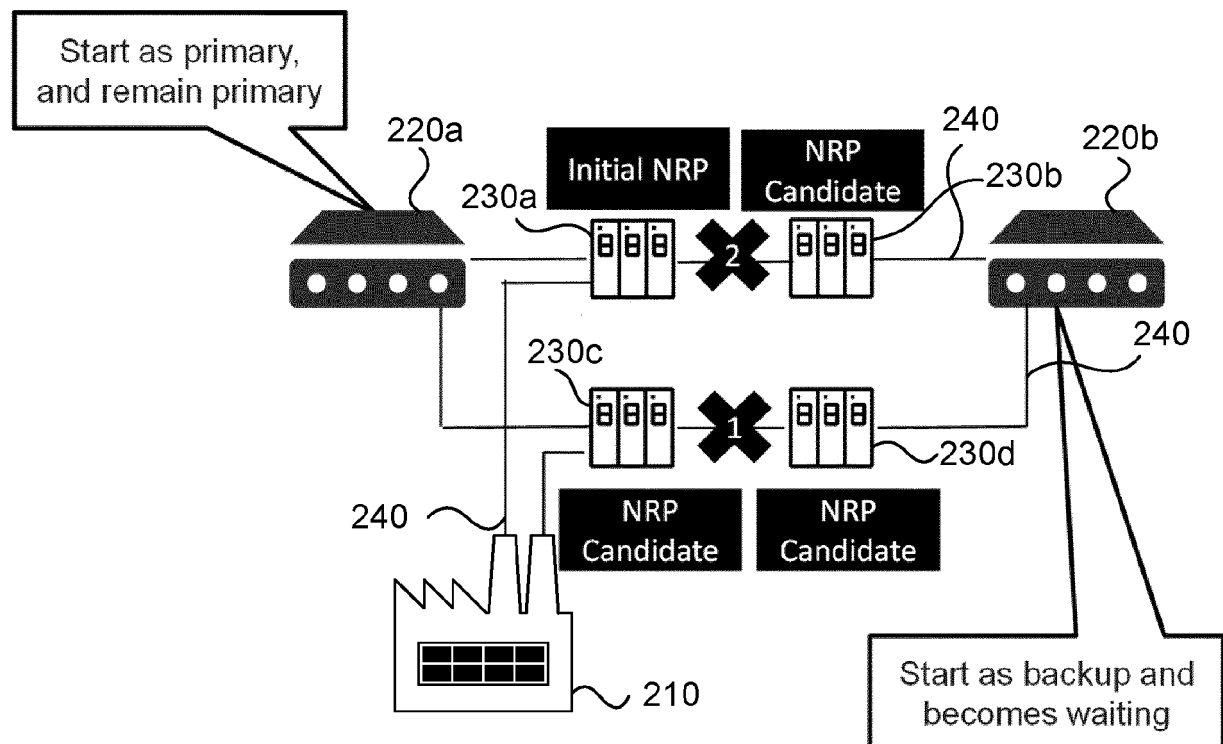 Start as primary,
and remain primary
220a
Initial NRP
NRP
Candidate
240
220b
230a
230b
2
240
230c
1
230d
240
NRP
Candidate
NRP
Candidate
210
Start as backup and
becomes waiting